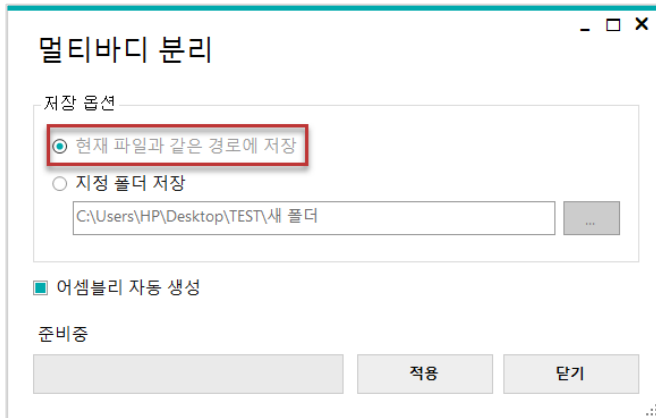 멀티바디 분리
저장 옵션
현재 파일과 같은 경로에 저장
지정 폴더 저장
C:\Users\HP\Desktop\TEST\새 폴더
...
어셈블리 자동 생성
준비중
적용
닫기